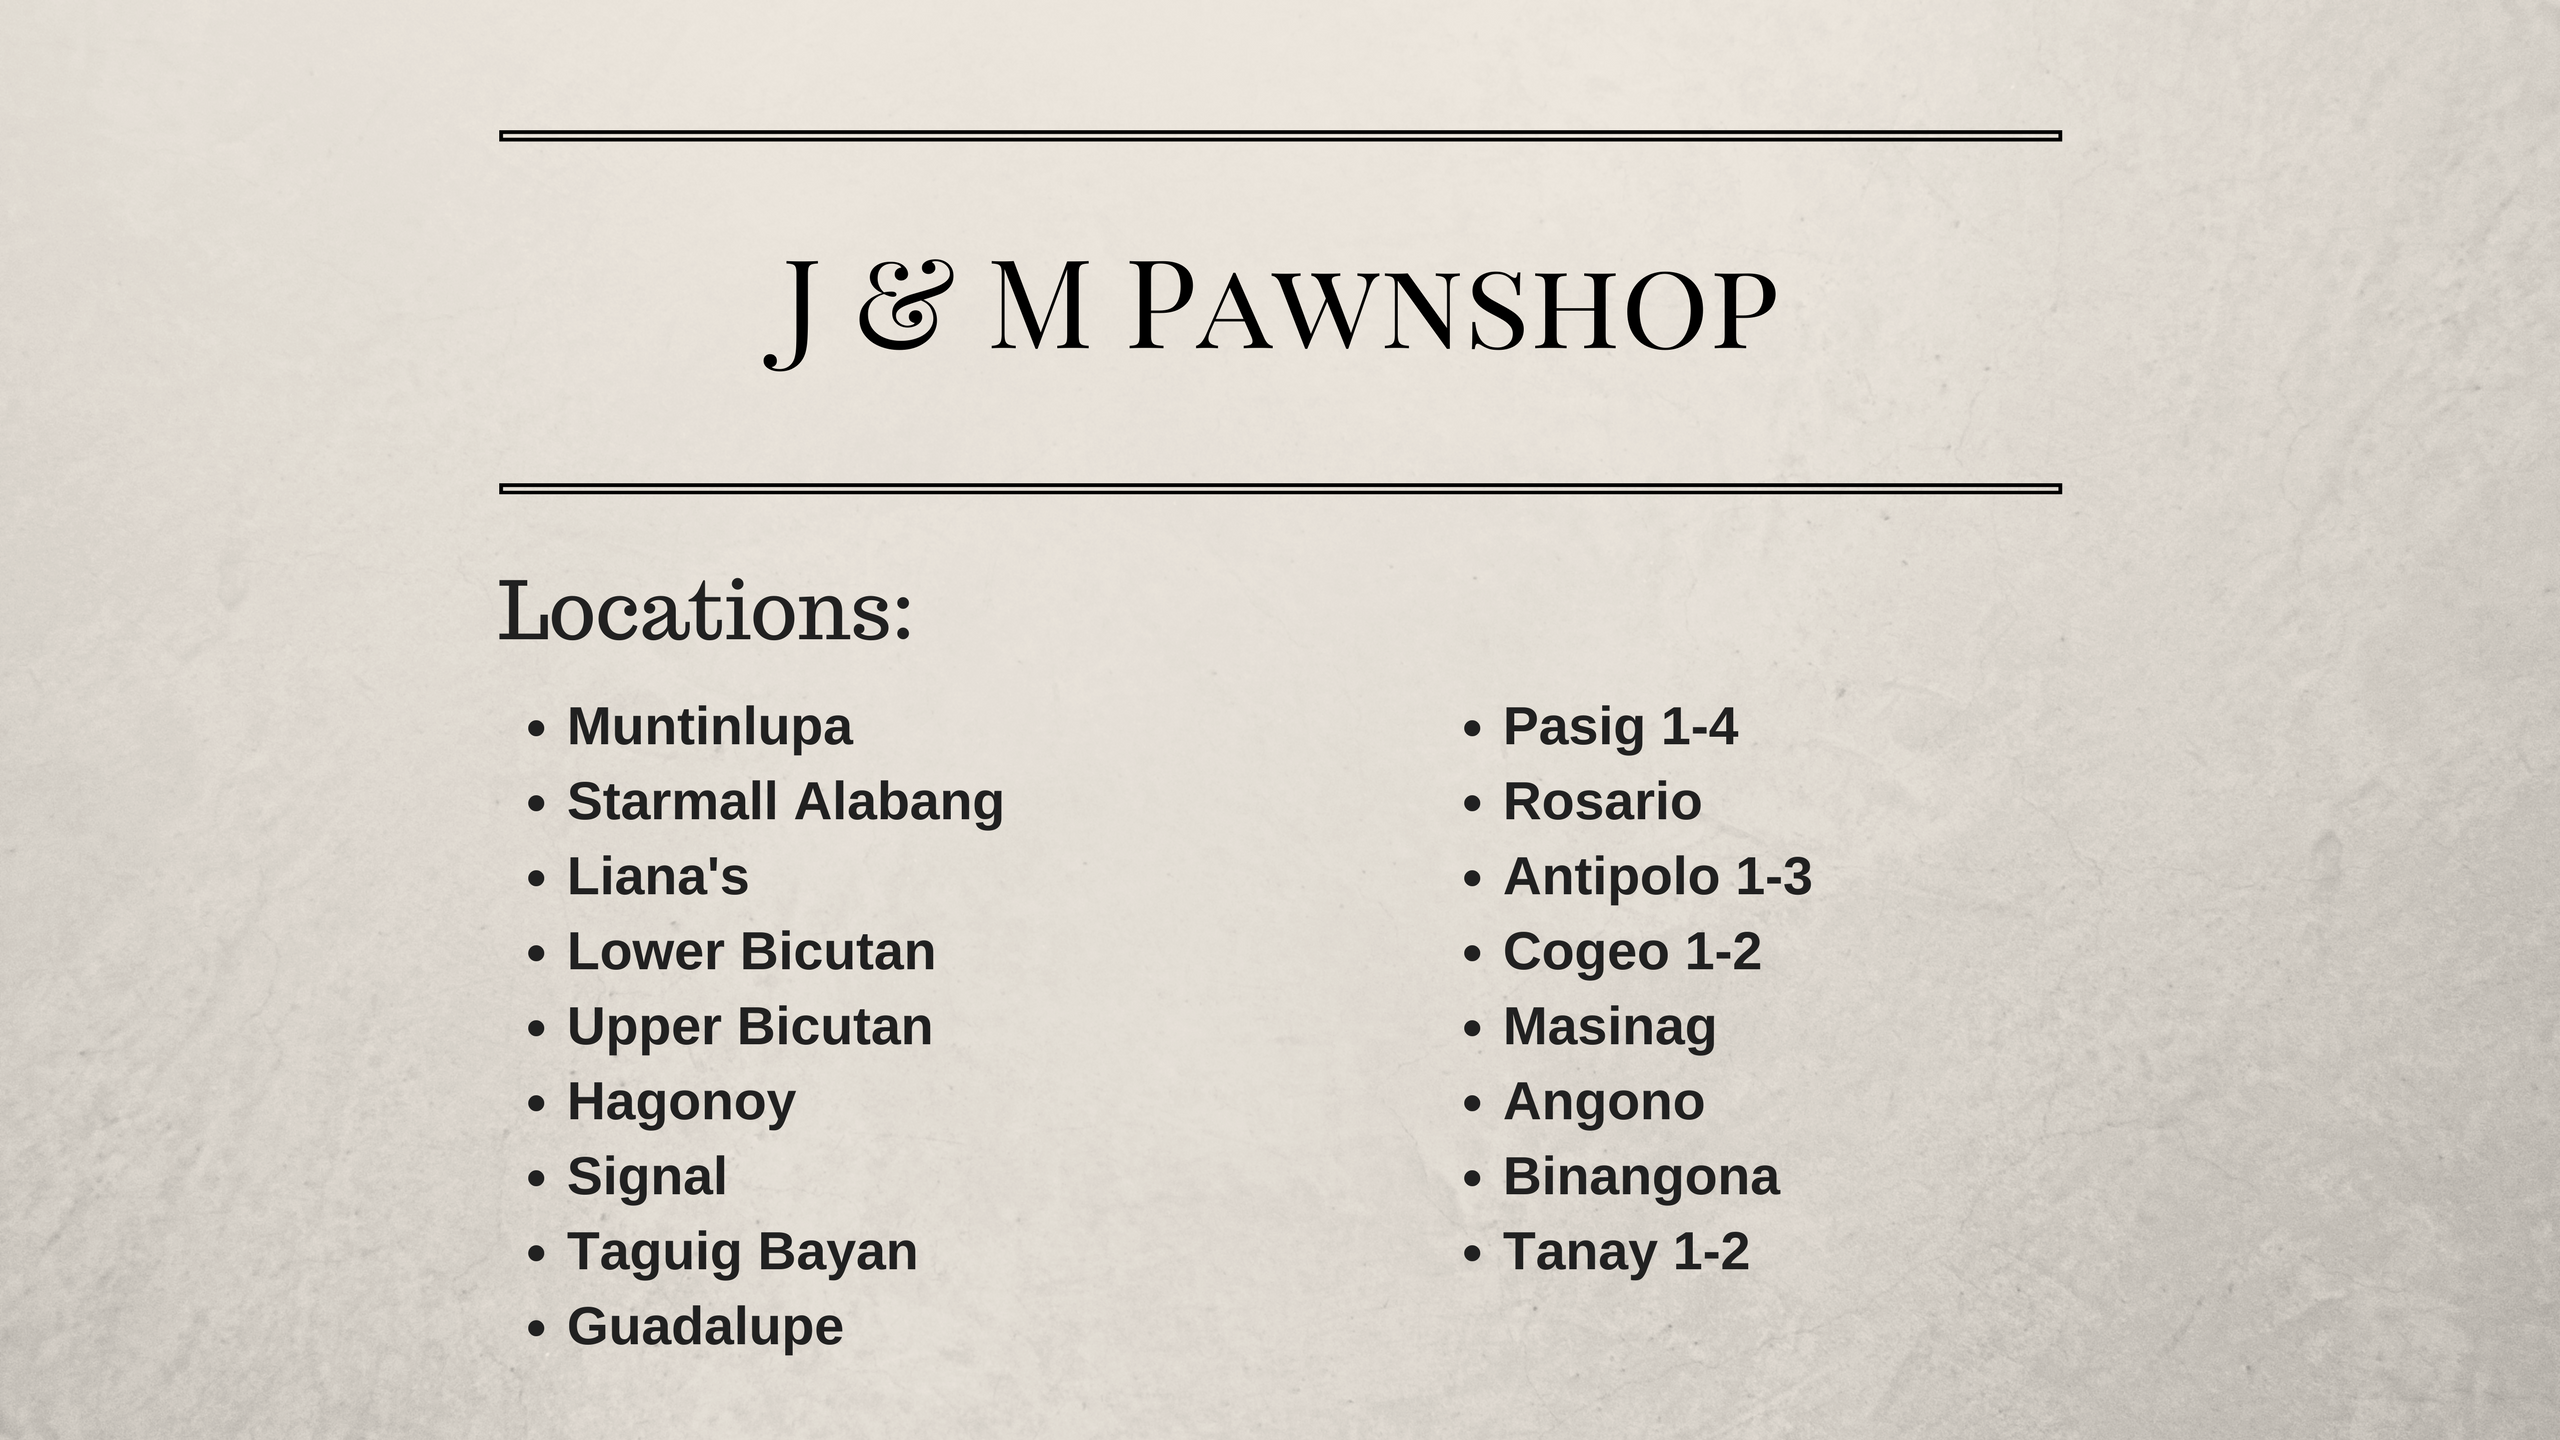 J & M PAWNSHOP
Locations:
• Muntinlupa
• Starmall Alabang
• Liana's
• Lower Bicutan
• Upper Bicutan
• Hagonoy
• Signal
• Taguig Bayan
• Guadalupe
• Pasig 1-4
• Rosario
• Antipolo 1-3
• Cogeo 1-2
• Masinag
• Angono
• Binangona
• Tanay 1-2